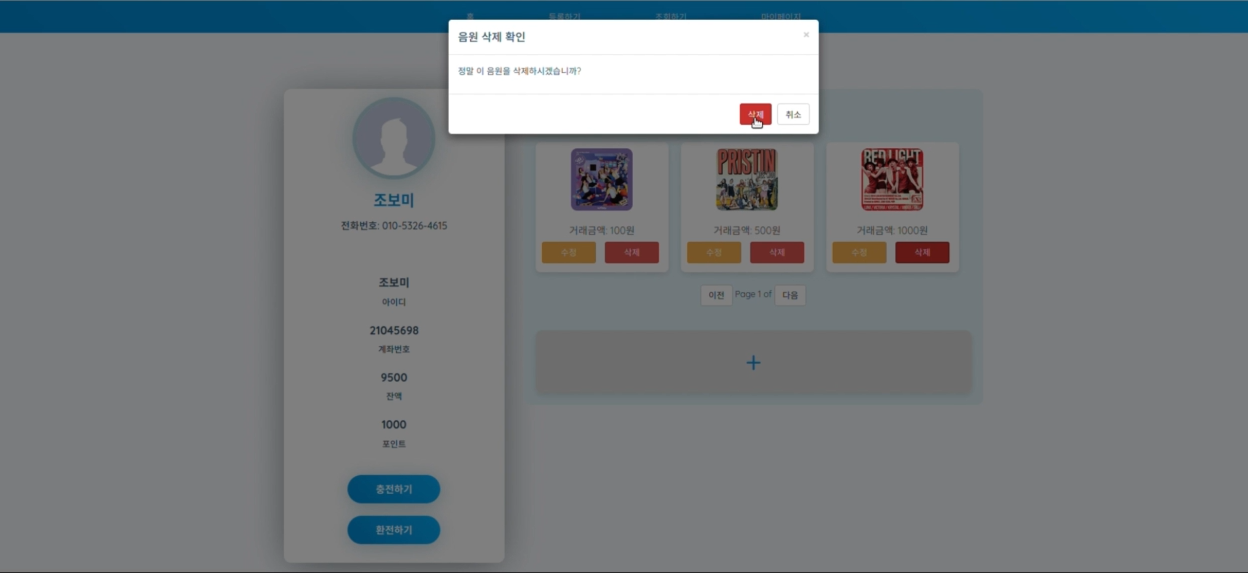 홈 등록하기 조회하기 마이페이지
음원 삭제 확인 ×
정말 이 음원을 삭제하시겠습니까?
삭제 취소
조보미
전화번호: 010-5326-4615
조보미
아이디
21045698
계좌번호
9500
잔액
1000
포인트
충전하기
환전하기
PRISTIN
RED LIGHT
거래금액: 100원 거래금액: 500원 거래금액: 1000원
수정 삭제 수정 삭제 수정 삭제
이전 Page 1 of 다음
+